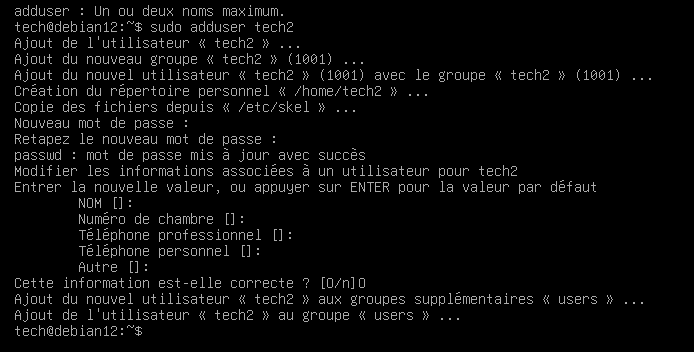 adduser : Un ou deux noms maximum.
tech@debian12:~$ sudo adduser tech2
Ajout de l'utilisateur « tech2 » ...
Ajout du nouveau groupe « tech2 » (1001) ...
Ajout du nouvel utilisateur « tech2 » (1001) avec le groupe « tech2 » (1001) ...
Création du répertoire personnel « /home/tech2 » ...
Copie des fichiers depuis « /etc/skel » ...
Nouveau mot de passe :
Retapez le nouveau mot de passe :
passwd : mot de passe mis à jour avec succès
Modifier les informations associées à un utilisateur pour tech2
Entrer la nouvelle valeur, ou appuyer sur ENTER pour la valeur par défaut
NOM []:
Numéro de chambre []:
Téléphone professionnel []:
Téléphone personnel []:
Autre []:
Cette information est-elle correcte ? [O/n]O
Ajout du nouvel utilisateur « tech2 » aux groupes supplémentaires « users » ...
Ajout de l'utilisateur « tech2 » au groupe « users » ...
tech@debian12:~$